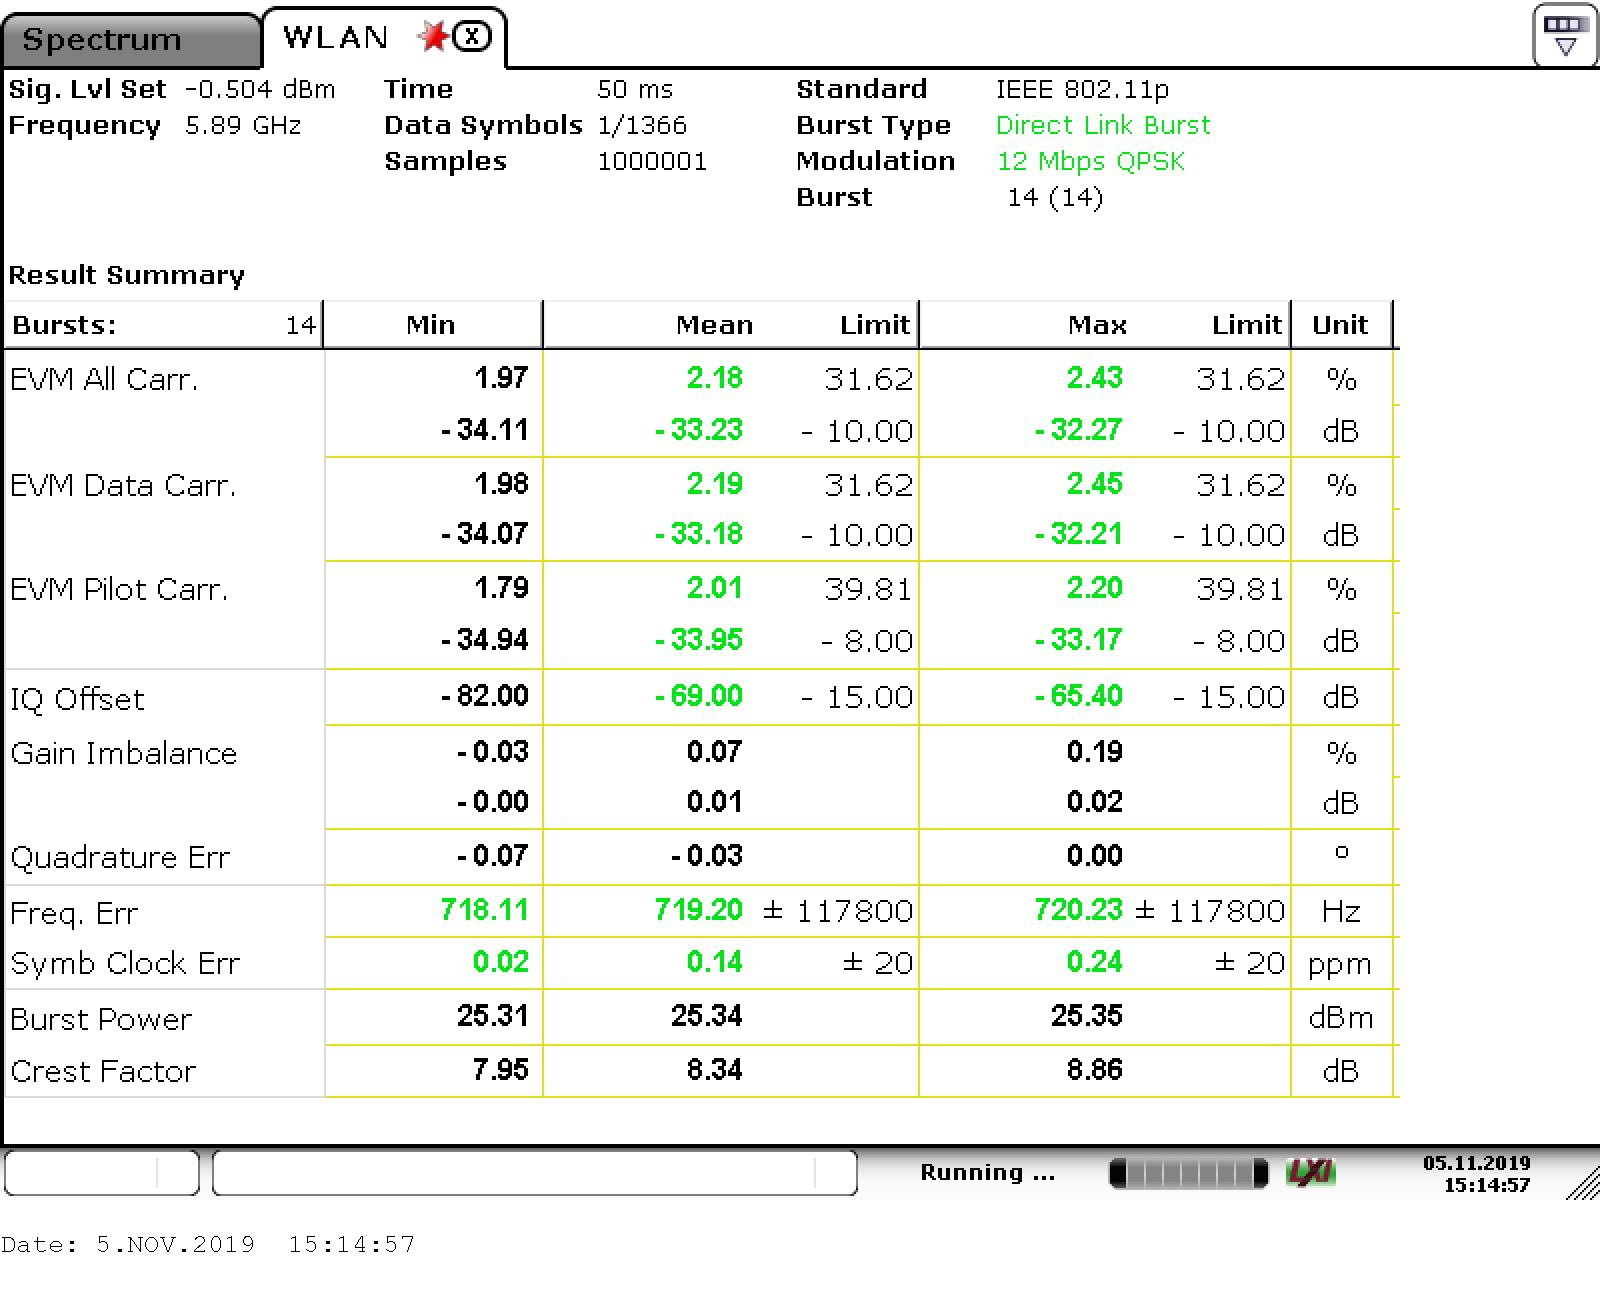 Spectrum WLAN X
Sig. Lvl Set -0.504 dBm Time 50 ms Standard IEEE 802.11p
Frequency 5.89 GHz Data Symbols 1/1366 Burst Type Direct Link Burst
Samples 1000001 Modulation 12 Mbps QPSK
Burst 14 (14)
Result Summary
Bursts: 14 Min Mean Limit Max Limit Unit
EVM All Carr. 1.97 2.18 31.62 2.43 31.62 %
- 34.11 - 33.23 - 10.00 - 32.27 - 10.00 dB
EVM Data Carr. 1.98 2.19 31.62 2.45 31.62 %
- 34.07 - 33.18 - 10.00 - 32.21 - 10.00 dB
EVM Pilot Carr. 1.79 2.01 39.81 2.20 39.81 %
- 34.94 - 33.95 - 8.00 - 33.17 - 8.00 dB
IQ Offset - 82.00 - 69.00 - 15.00 - 65.40 - 15.00 dB
Gain Imbalance - 0.03 0.07 0.19 %
- 0.00 0.01 0.02 dB
Quadrature Err - 0.07 - 0.03 0.00 °
Freq. Err 718.11 719.20 ± 117800 720.23 ± 117800 Hz
Symb Clock Err 0.02 0.14 ± 20 0.24 ± 20 ppm
Burst Power 25.31 25.34 25.35 dBm
Crest Factor 7.95 8.34 8.86 dB
Running ... LXI 05.11.2019
15:14:57
Date: 5.NOV.2019 15:14:57